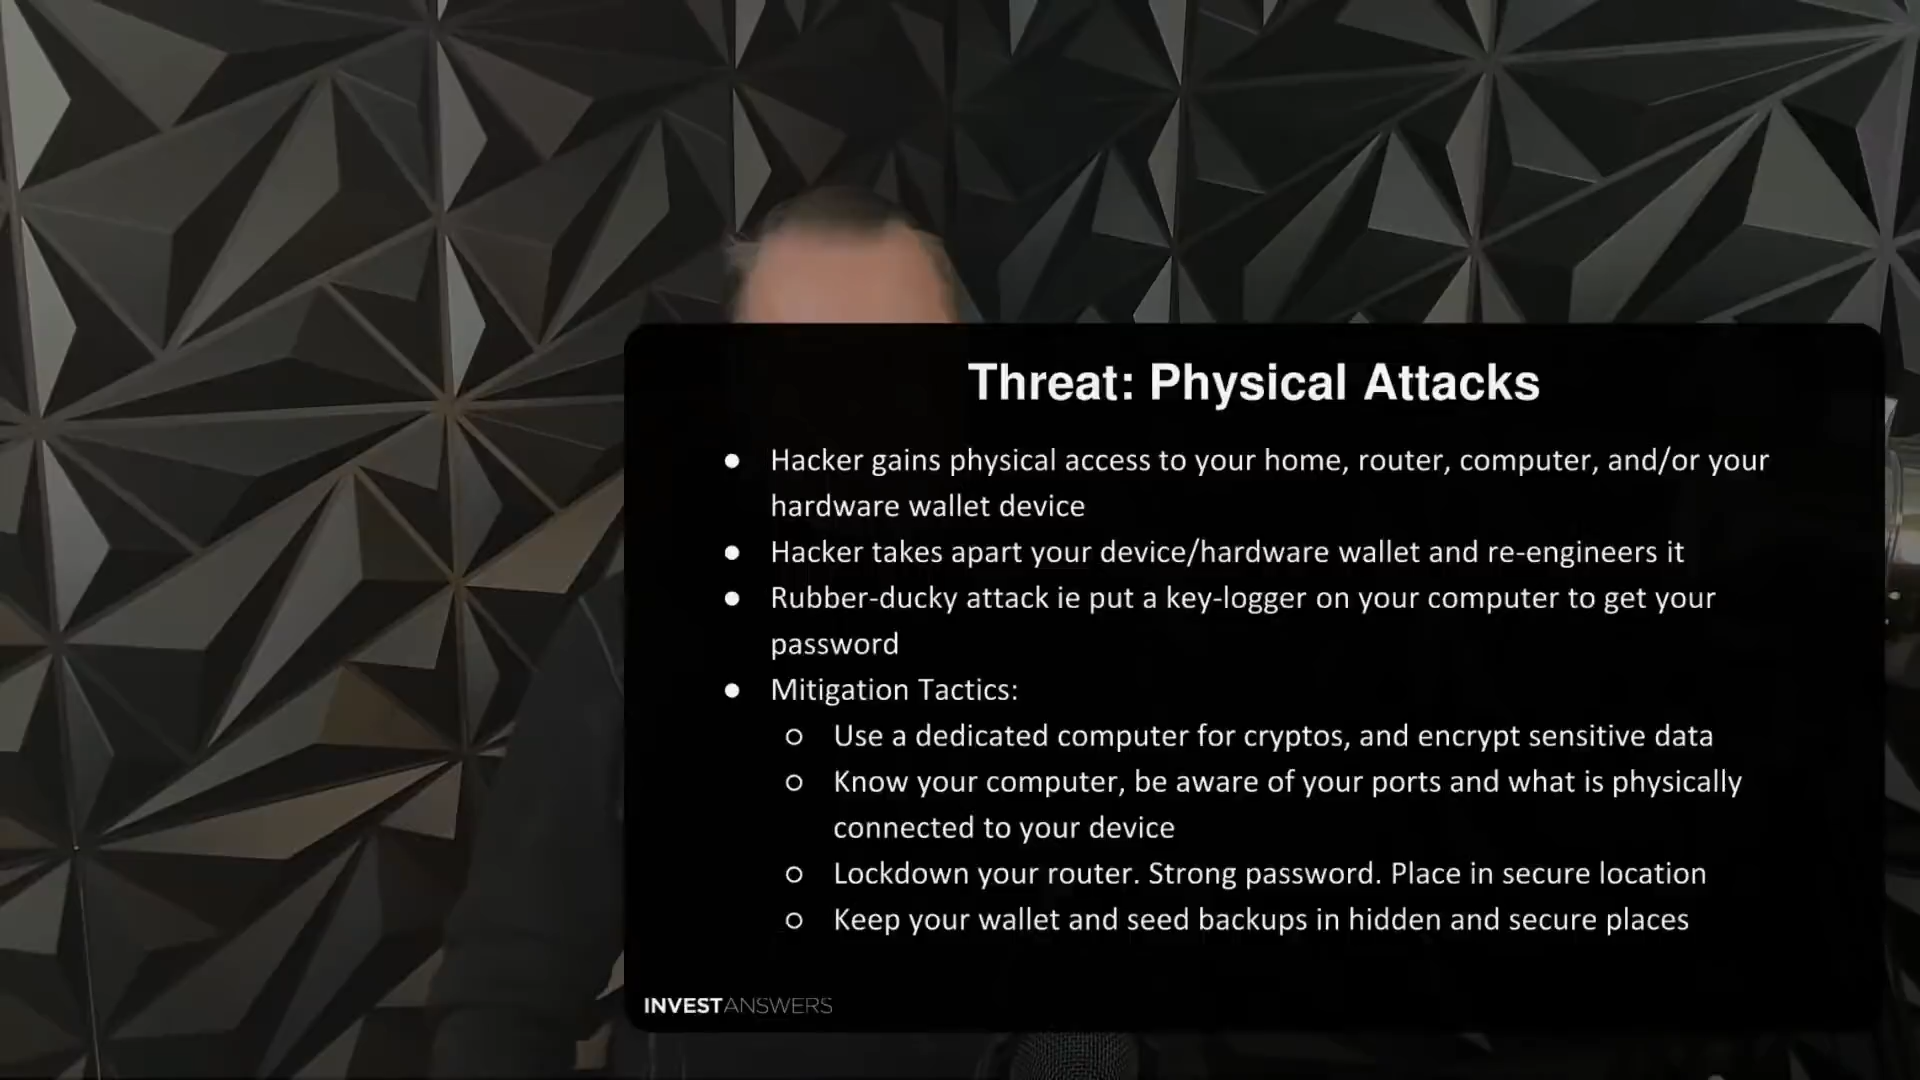 Threat: Physical Attacks
● Hacker gains physical access to your home, router, computer, and/or your
hardware wallet device
● Hacker takes apart your device/hardware wallet and re-engineers it
● Rubber-ducky attack ie put a key-logger on your computer to get your
password
● Mitigation Tactics:
○ Use a dedicated computer for cryptos, and encrypt sensitive data
○ Know your computer, be aware of your ports and what is physically
connected to your device
○ Lockdown your router. Strong password. Place in secure location
○ Keep your wallet and seed backups in hidden and secure places
INVESTANSWERS